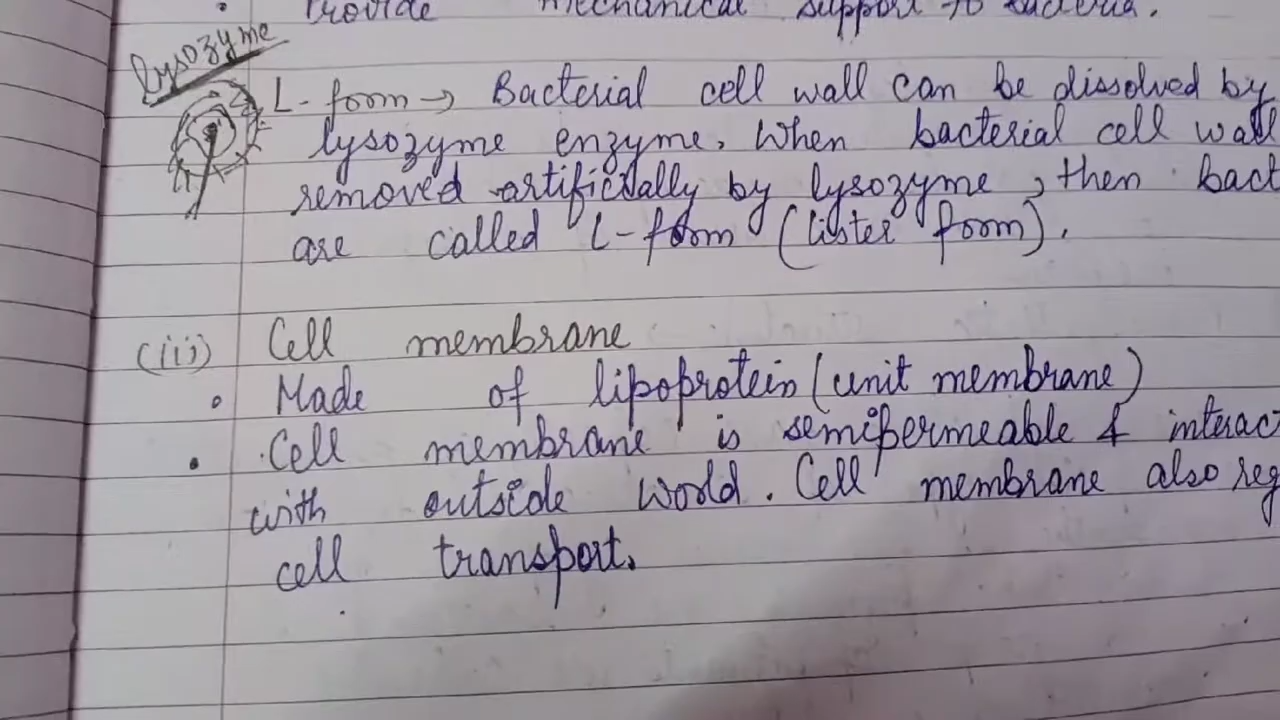 • Provide mechanical support to bacteria.
lysozyme
L-form → Bacterial cell wall can be dissolved by
lysozyme enzyme. When bacterial cell wall
removed artificially by lysozyme, then bact
are called L-form (lister form).
(ii) Cell membrane
• Made of lipoprotein (unit membrane)
• Cell membrane is semipermeable & interac
with outside world. Cell membrane also reg
cell transport.